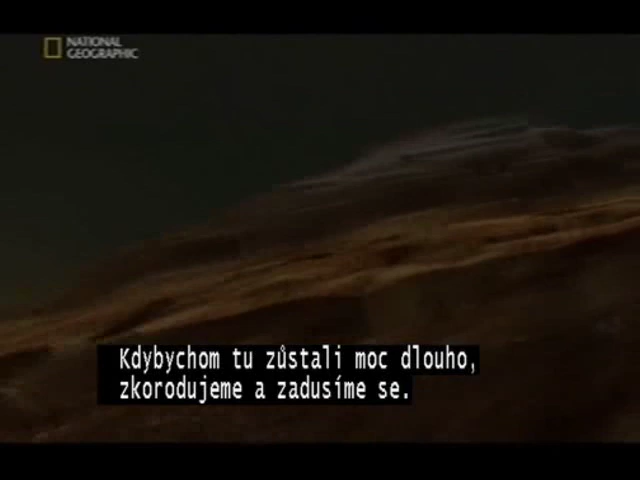 NATIONAL
GEOGRAPHIC
Kdybychom tu zůstali moc dlouho,
zkorodujeme a zadusíme se.